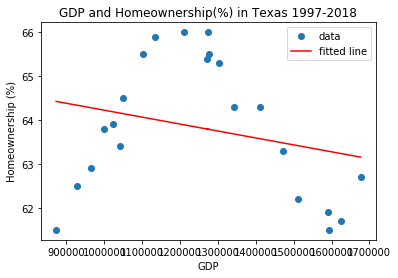 GDP and Homeownership(%) in Texas 1997-2018
data
fitted line
Homeownership (%)
66
65
64
63
62
900000 1000000 1100000 1200000 1300000 1400000 1500000 1600000 1700000
GDP